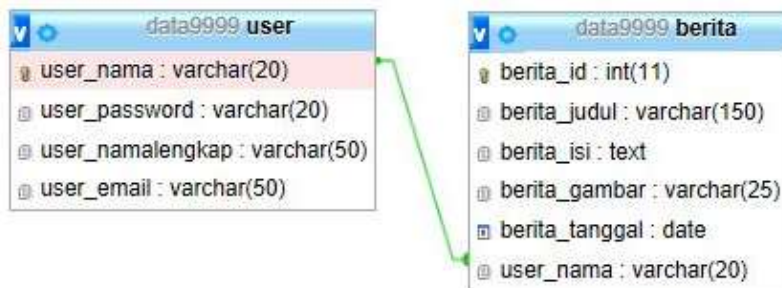 data9999 user
user_nama : varchar(20)
user_password : varchar(20)
user_namalengkap : varchar(50)
user_email : varchar(50)
data9999 berita
berita_id : int(11)
berita_judul : varchar(150)
berita_isi : text
berita_gambar : varchar(25)
berita_tanggal : date
user_nama : varchar(20)